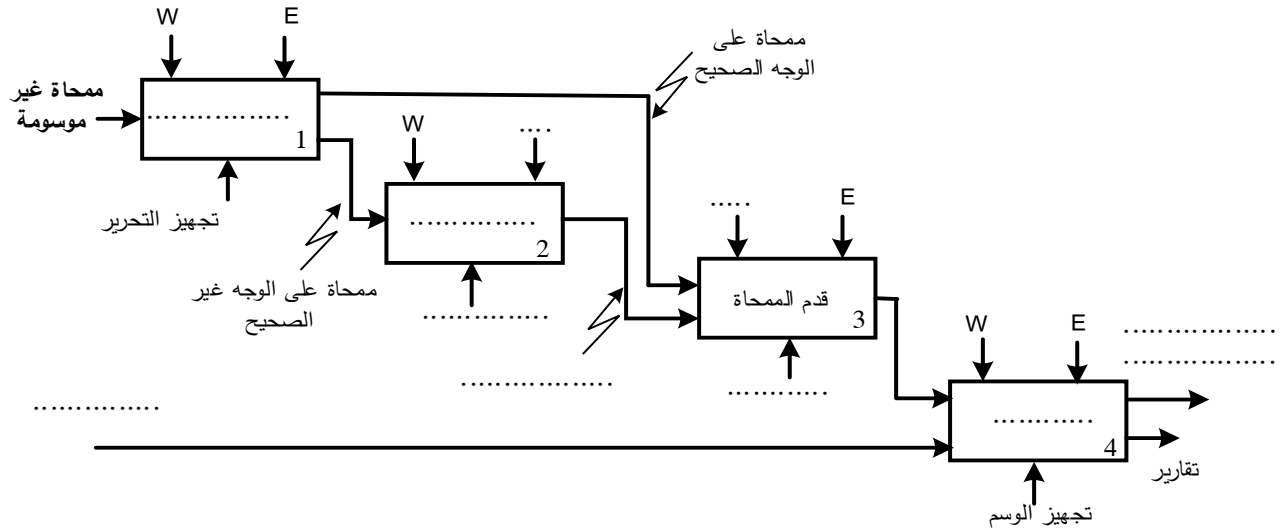 W E
ممحاة غير
موسومة
.................
1
تجهيز التحرير
ممحاة على
الوجه الصحيح
W ....
...............
2
ممحاة على الوجه غير
الصحيح
...............
..................
..... E
قدم الممحاة
3
............
...............
W E
............
4
تجهيز الوسم
..................
..................
تقارير